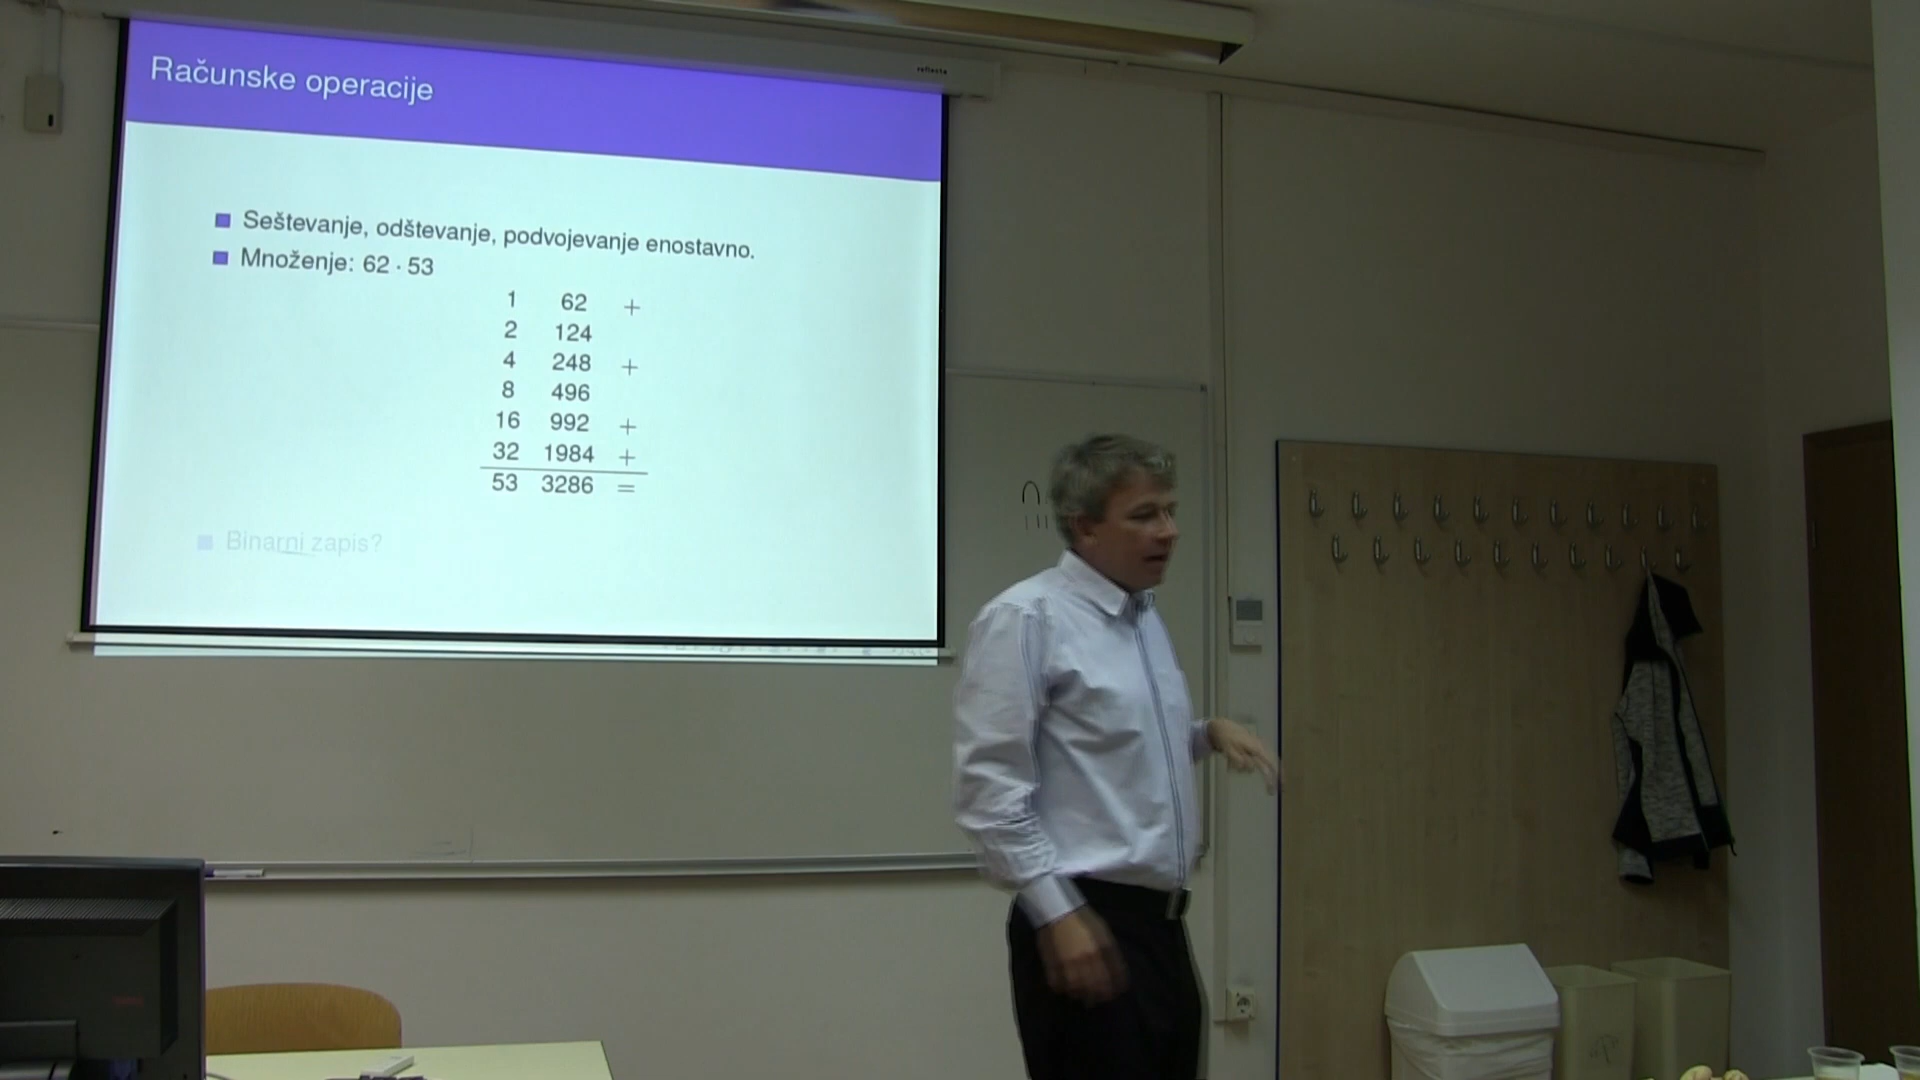 Računske operacije
reflecta
Seštevanje, odštevanje, podvojevanje enostavno.
Množenje: 62 · 53
1 62 +
2 124
4 248 +
8 496
16 992 +
32 1984 +
53 3286 =
Binarni zapis?